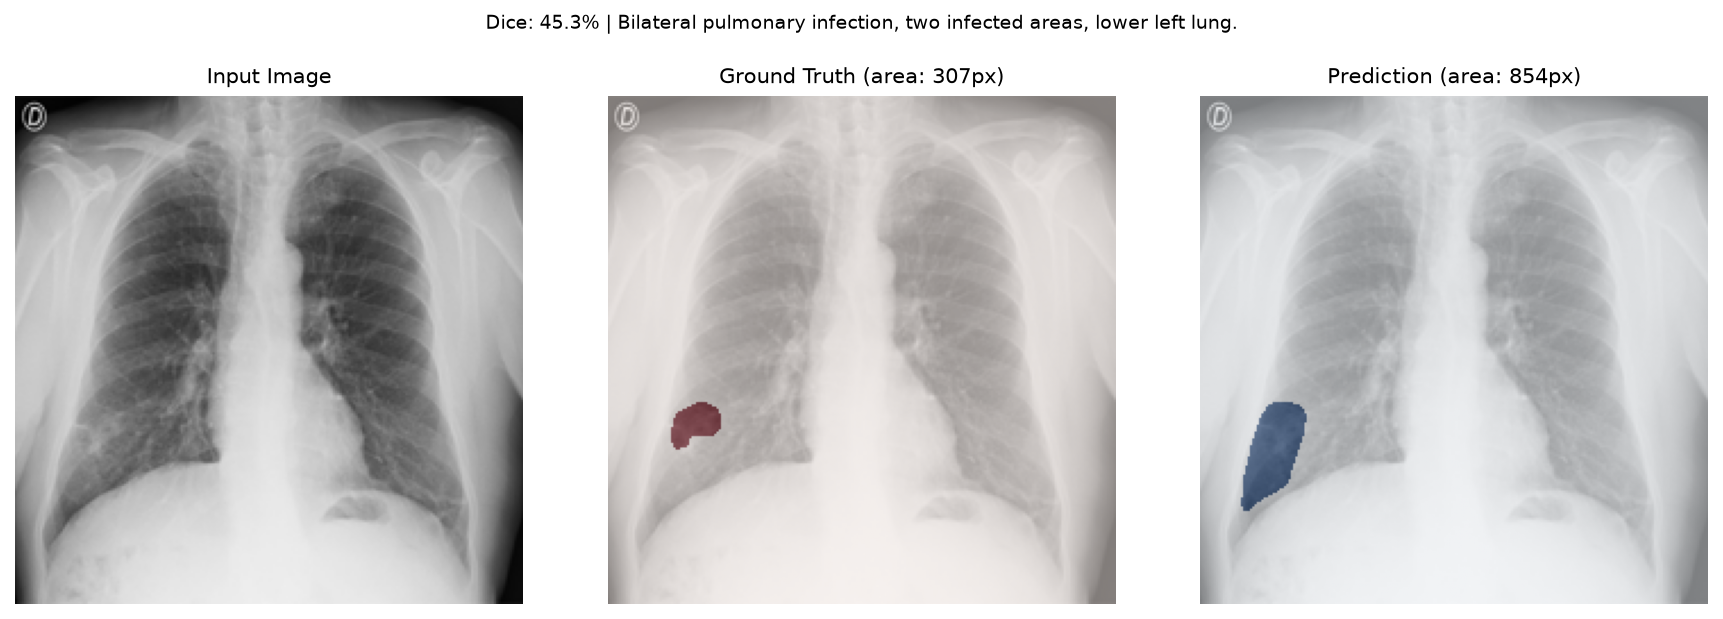 Dice: 45.3% | Bilateral pulmonary infection, two infected areas, lower left lung.
Input Image
Ground Truth (area: 307px)
Prediction (area: 854px)
D
D
D